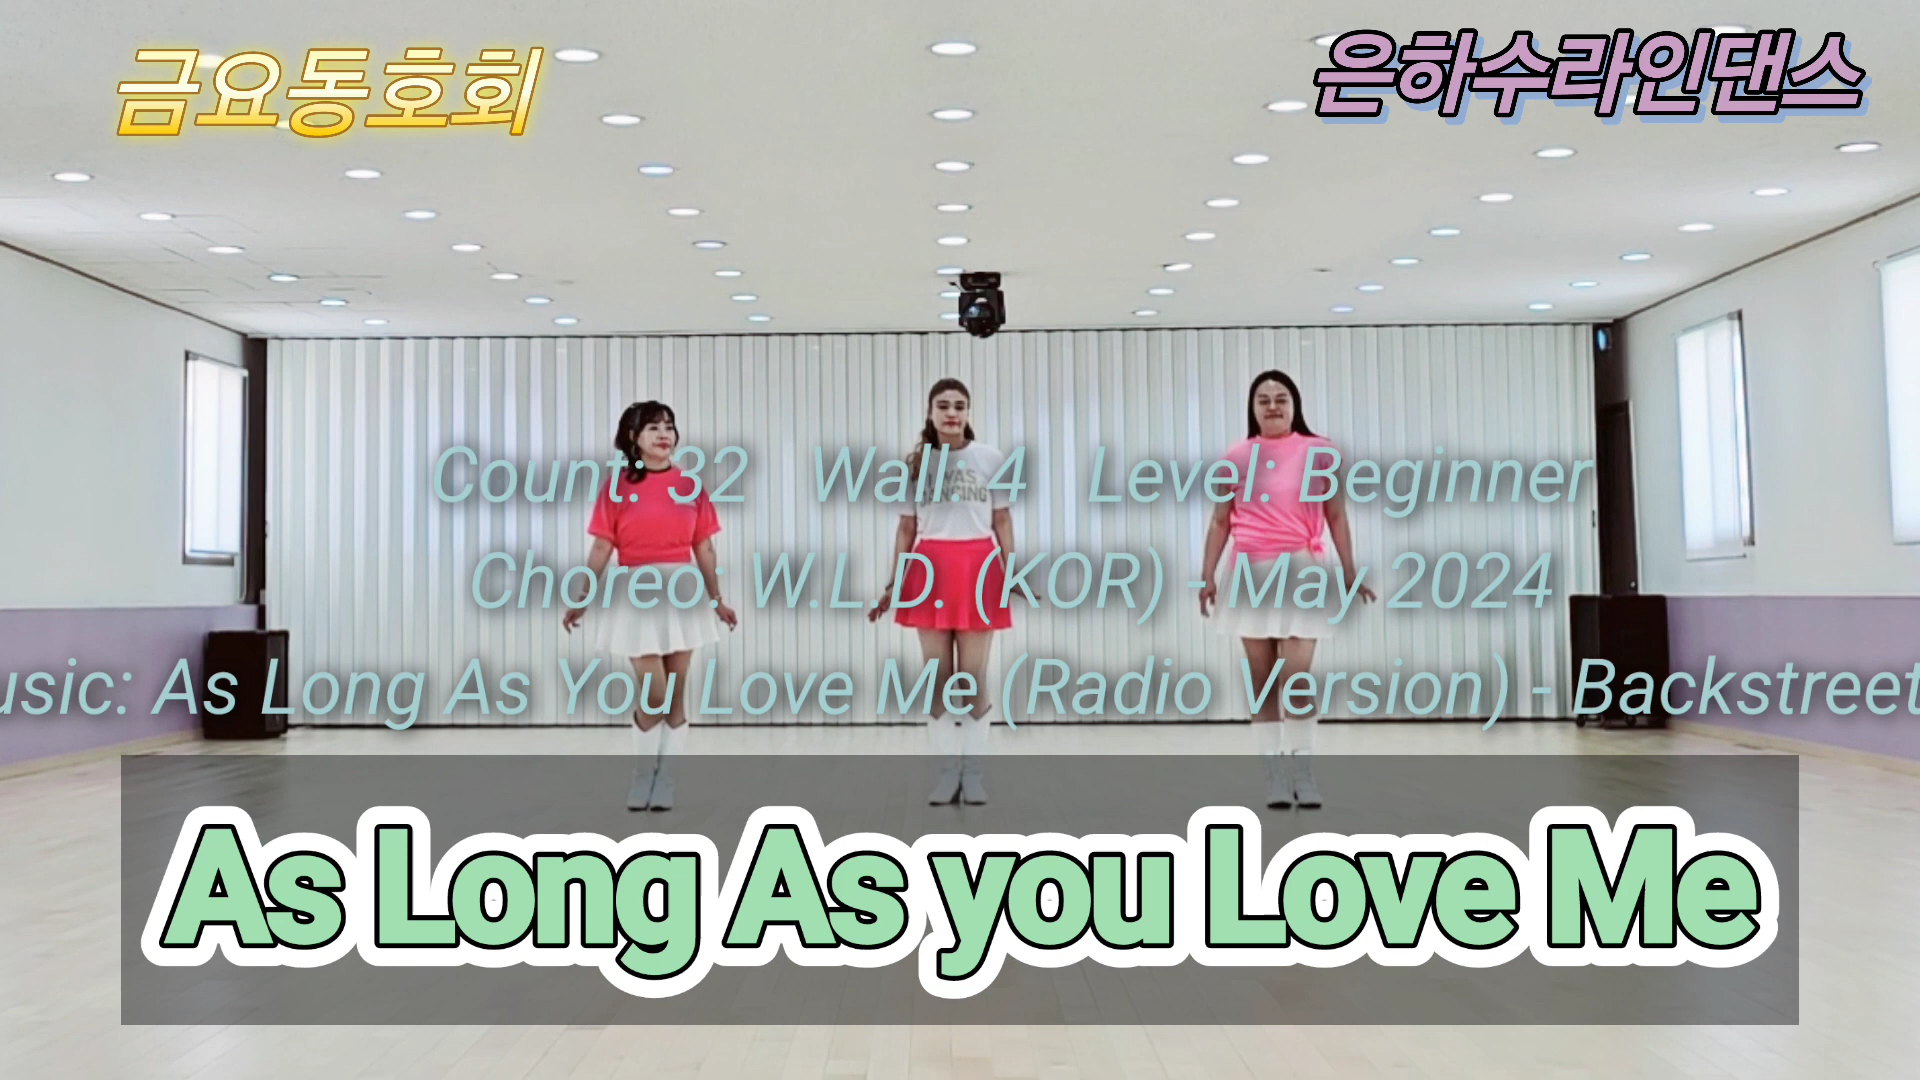 금요동호회
은하수라인댄스
Count: 32 Wall: 4 Level: Beginner
Choreo: W.L.D. (KOR) - May 2024
usic: As Long As You Love Me (Radio Version) - Backstreet
As Long As you Love Me